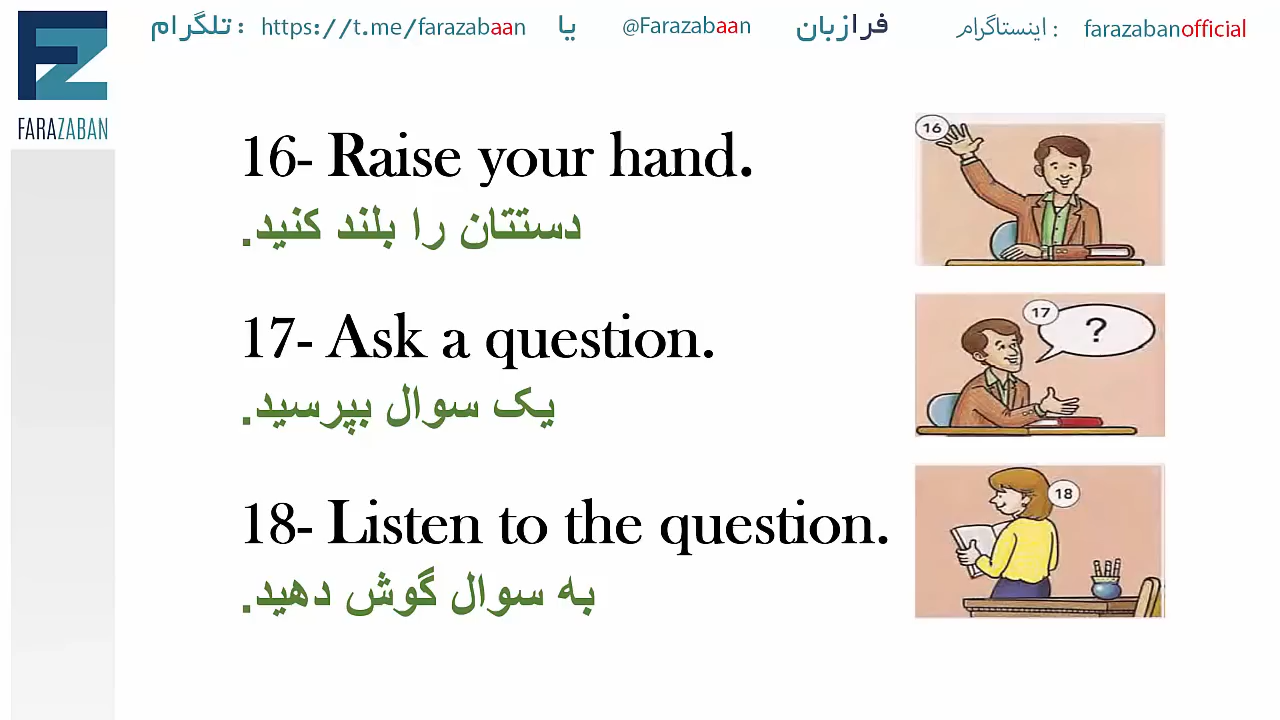 تلگرام : https://t.me/farazabaan یا @Farazabaan فرازبان اینستاگرام : farazabanofficial
FZ
FARAZABAN
16- Raise your hand.
دستتان را بلند کنید.
16
17- Ask a question.
یک سوال بپرسید.
17
?
18- Listen to the question.
به سوال گوش دهید.
18